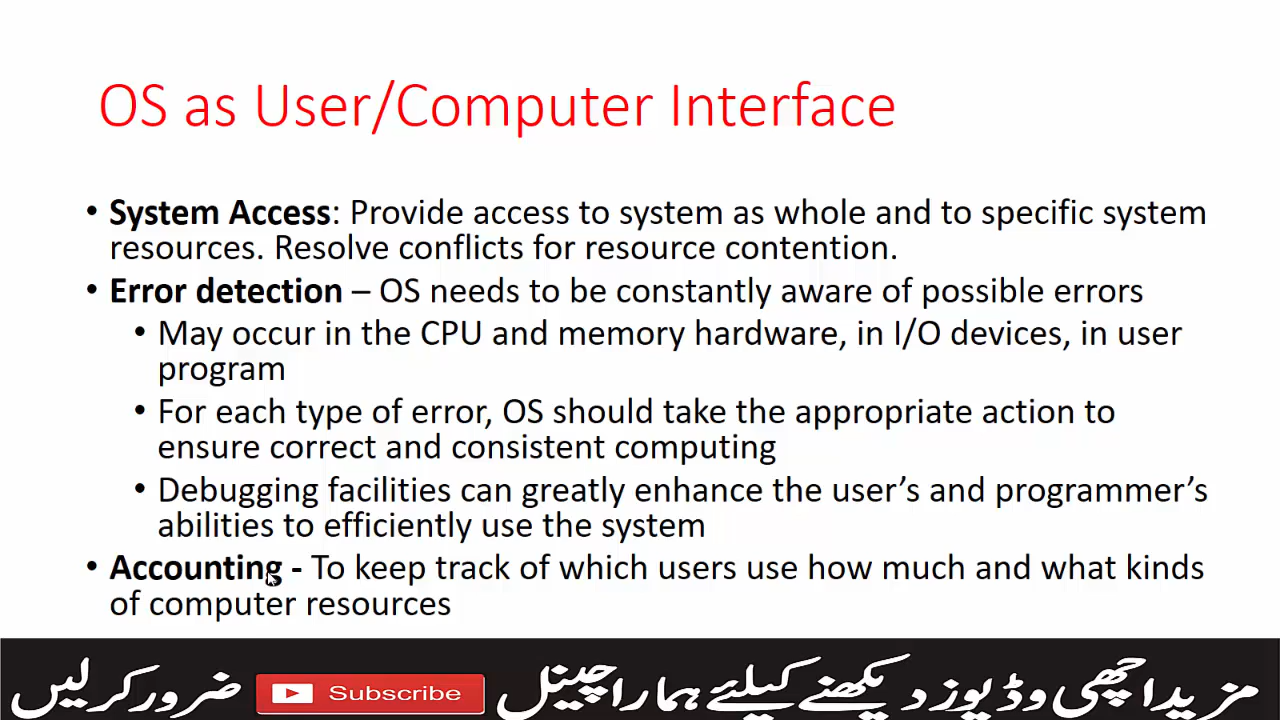 OS as User/Computer Interface
• System Access: Provide access to system as whole and to specific system
resources. Resolve conflicts for resource contention.
• Error detection – OS needs to be constantly aware of possible errors
• May occur in the CPU and memory hardware, in I/O devices, in user
program
• For each type of error, OS should take the appropriate action to
ensure correct and consistent computing
• Debugging facilities can greatly enhance the user’s and programmer’s
abilities to efficiently use the system
• Accounting - To keep track of which users use how much and what kinds
of computer resources
مزید اچھی وڈیوز دیکھنے کیلئے ہمارا چینل Subscribe ضرور کر لیں